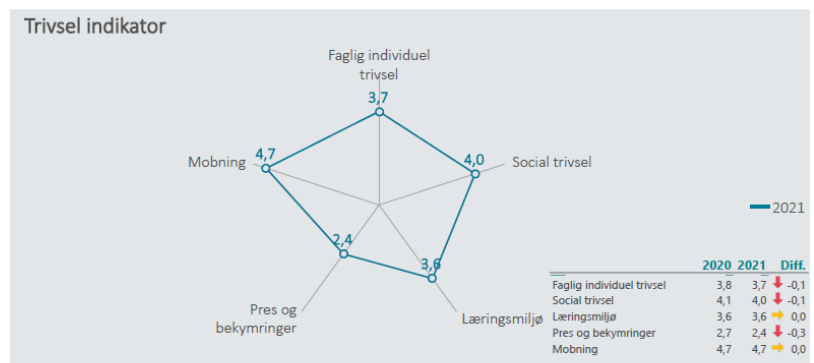 Trivsel indikator
Faglig individuel
trivsel
3,7
4,7
4,0
Mobning
Social trivsel
2021
2,4
3,6
Pres og
bekymringer
Læringsmiljø
2020 2021 Diff.
Faglig individuel trivsel 3,8 3,7 -0,1
Social trivsel 4,1 4,0 -0,1
Læringsmiljø 3,6 3,6 0,0
Pres og bekymringer 2,7 2,4 -0,3
Mobning 4,7 4,7 0,0